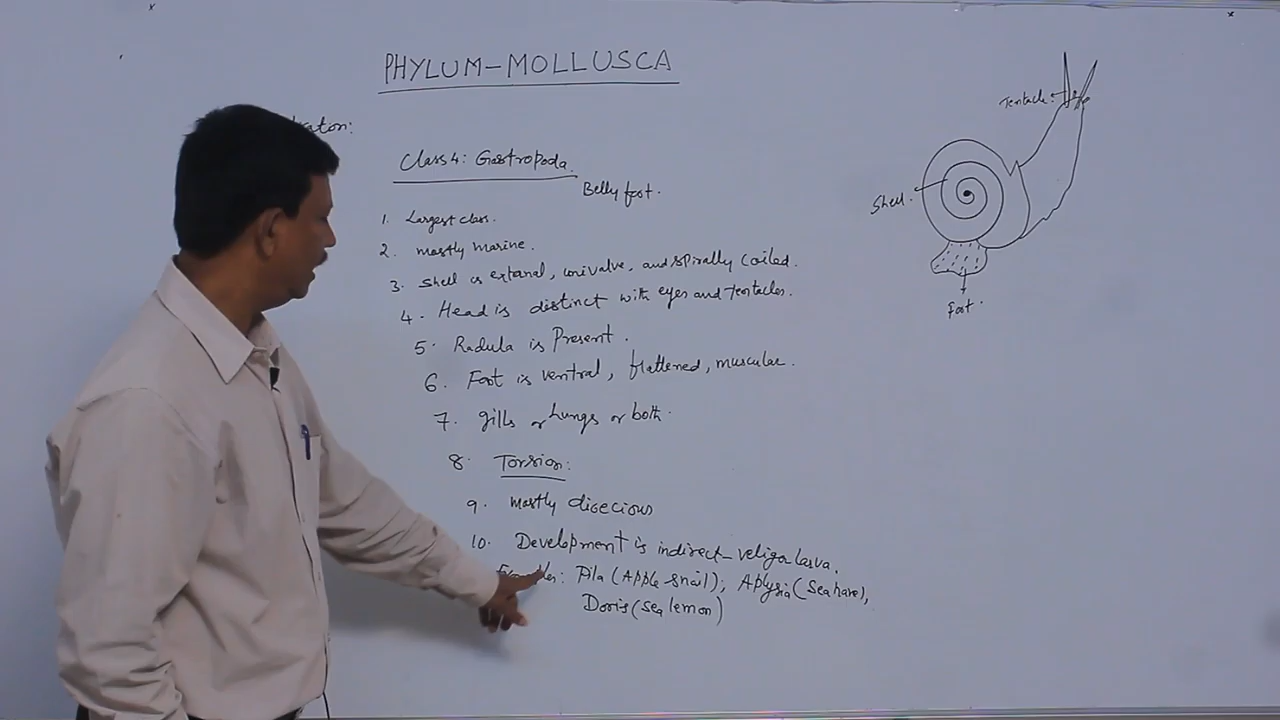 PHYLUM-MOLLUSCA
Class 4: Gastropoda.
Belly foot.
1. Largest class.
2. mostly marine.
3. Shell is extanal, univalve, and spirally coiled.
4. Head is distinct with eyes and tentacles.
5. Radula is Present.
6. Foot is ventral, flattened, muscular.
7. gills or lungs or both.
8. Torsion:
9. mostly dioecious
10. Development is indirect - veliger larva.
Pila (Apple snail), Aplysia (Sea hare),
Doris (Sea lemon)
Tentacle.
Shell.
foot.